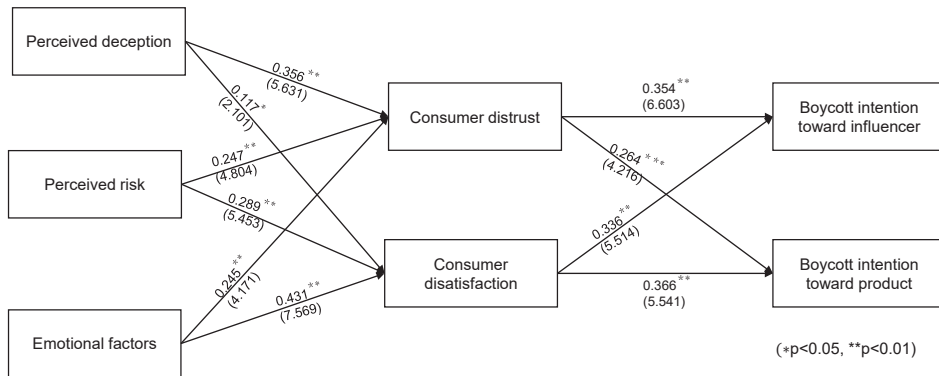 Perceived deception
0.356 **
(5.631)
0.117 *
(2.101)
Consumer distrust
0.354 **
(6.603)
Boycott intention
toward influencer
0.247 **
(4.804)
0.264 ***
(4.216)
Perceived risk
0.289 **
(5.453)
0.336 **
(5.514)
0.245 **
(4.171)
Consumer
disatisfaction
0.366 **
(5.541)
Boycott intention
toward product
0.431 **
(7.569)
Emotional factors
(*p<0.05, **p<0.01)